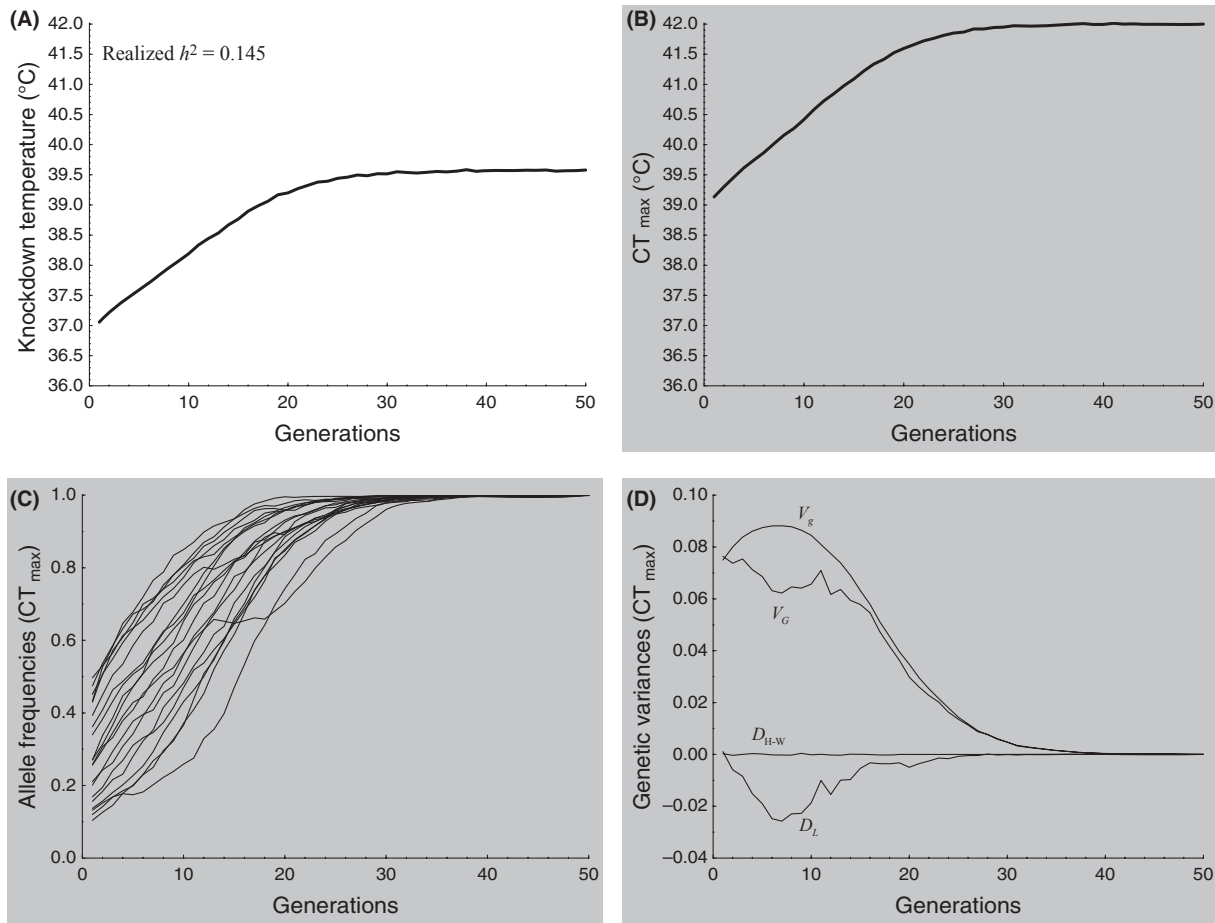 (A)
42.0
41.5
41.0
40.5
40.0
39.5
39.0
38.5
38.0
37.5
37.0
36.5
36.0
Knockdown temperature (°C)
Realized h² = 0.145
0 10 20 30 40 50
Generations
(B)
42.0
41.5
41.0
40.5
40.0
39.5
39.0
38.5
38.0
37.5
37.0
36.5
36.0
CT max (°C)
0 10 20 30 40 50
Generations
(C)
1.0
0.8
0.6
0.4
0.2
0.0
Allele frequencies (CT max)
0 10 20 30 40 50
Generations
(D)
0.10
0.08
0.06
0.04
0.02
0.00
−0.02
−0.04
Genetic variances (CT max)
Vg
VG
DH-W
DL
0 10 20 30 40 50
Generations